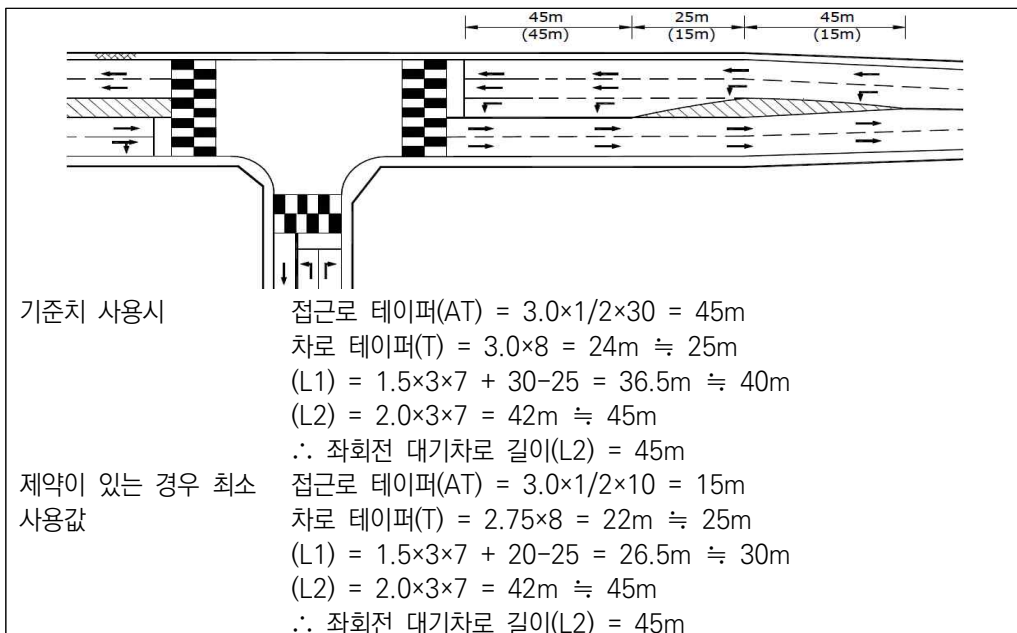 45m 25m 45m
(45m) (15m) (15m)
기준치 사용시 접근로 테이퍼(AT) = 3.0×1/2×30 = 45m
차로 테이퍼(T) = 3.0×8 = 24m ≒ 25m
(L1) = 1.5×3×7 + 30-25 = 36.5m ≒ 40m
(L2) = 2.0×3×7 = 42m ≒ 45m
∴ 좌회전 대기차로 길이(L2) = 45m
제약이 있는 경우 최소 접근로 테이퍼(AT) = 3.0×1/2×10 = 15m
사용값 차로 테이퍼(T) = 2.75×8 = 22m ≒ 25m
(L1) = 1.5×3×7 + 20-25 = 26.5m ≒ 30m
(L2) = 2.0×3×7 = 42m ≒ 45m
∴ 좌회전 대기차로 길이(L2) = 45m